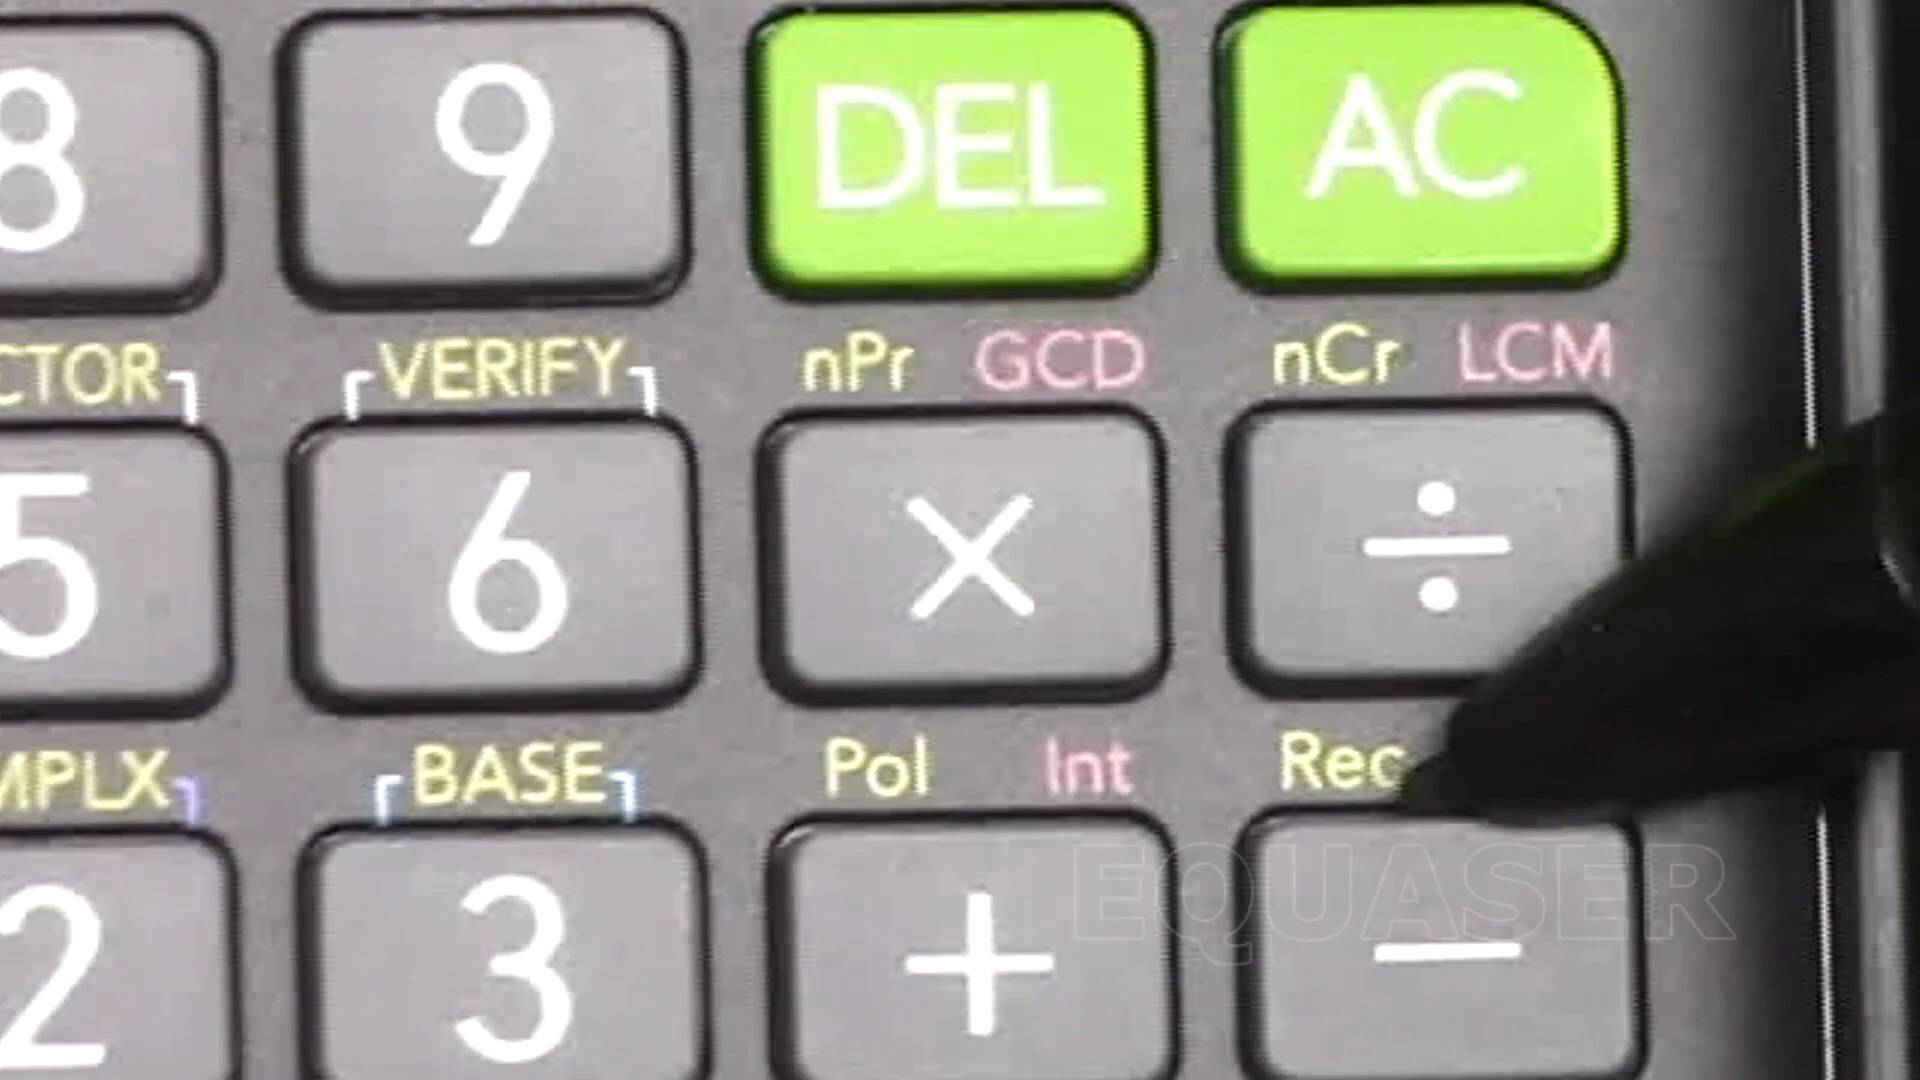 8 9 DEL AC
CTOR VERIFY nPr GCD nCr LCM
5 6 × ÷
MPLX BASE Pol Int Rec
2 3 + −
EQUASER